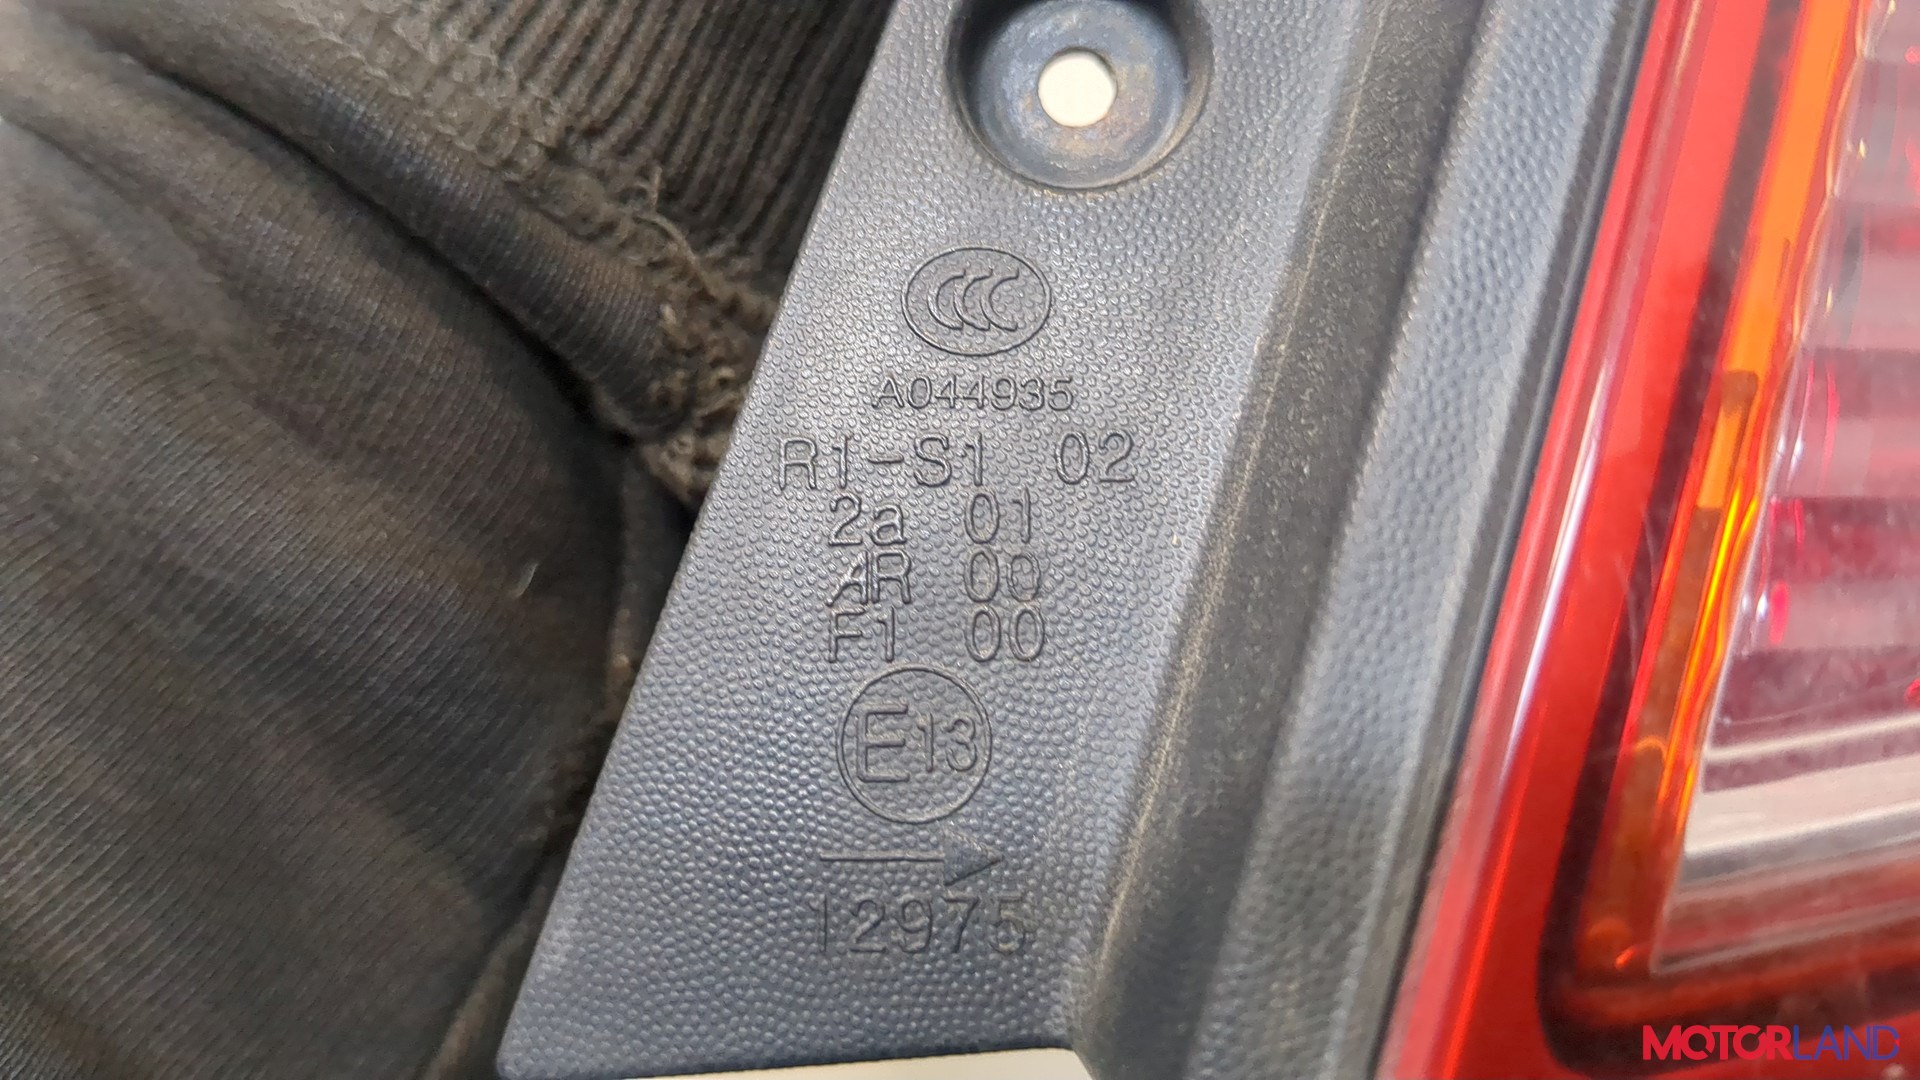 CCC
A044935
R1-S1 02
2a 01
AR 00
F1 00
E13
12975
MOTORLAND